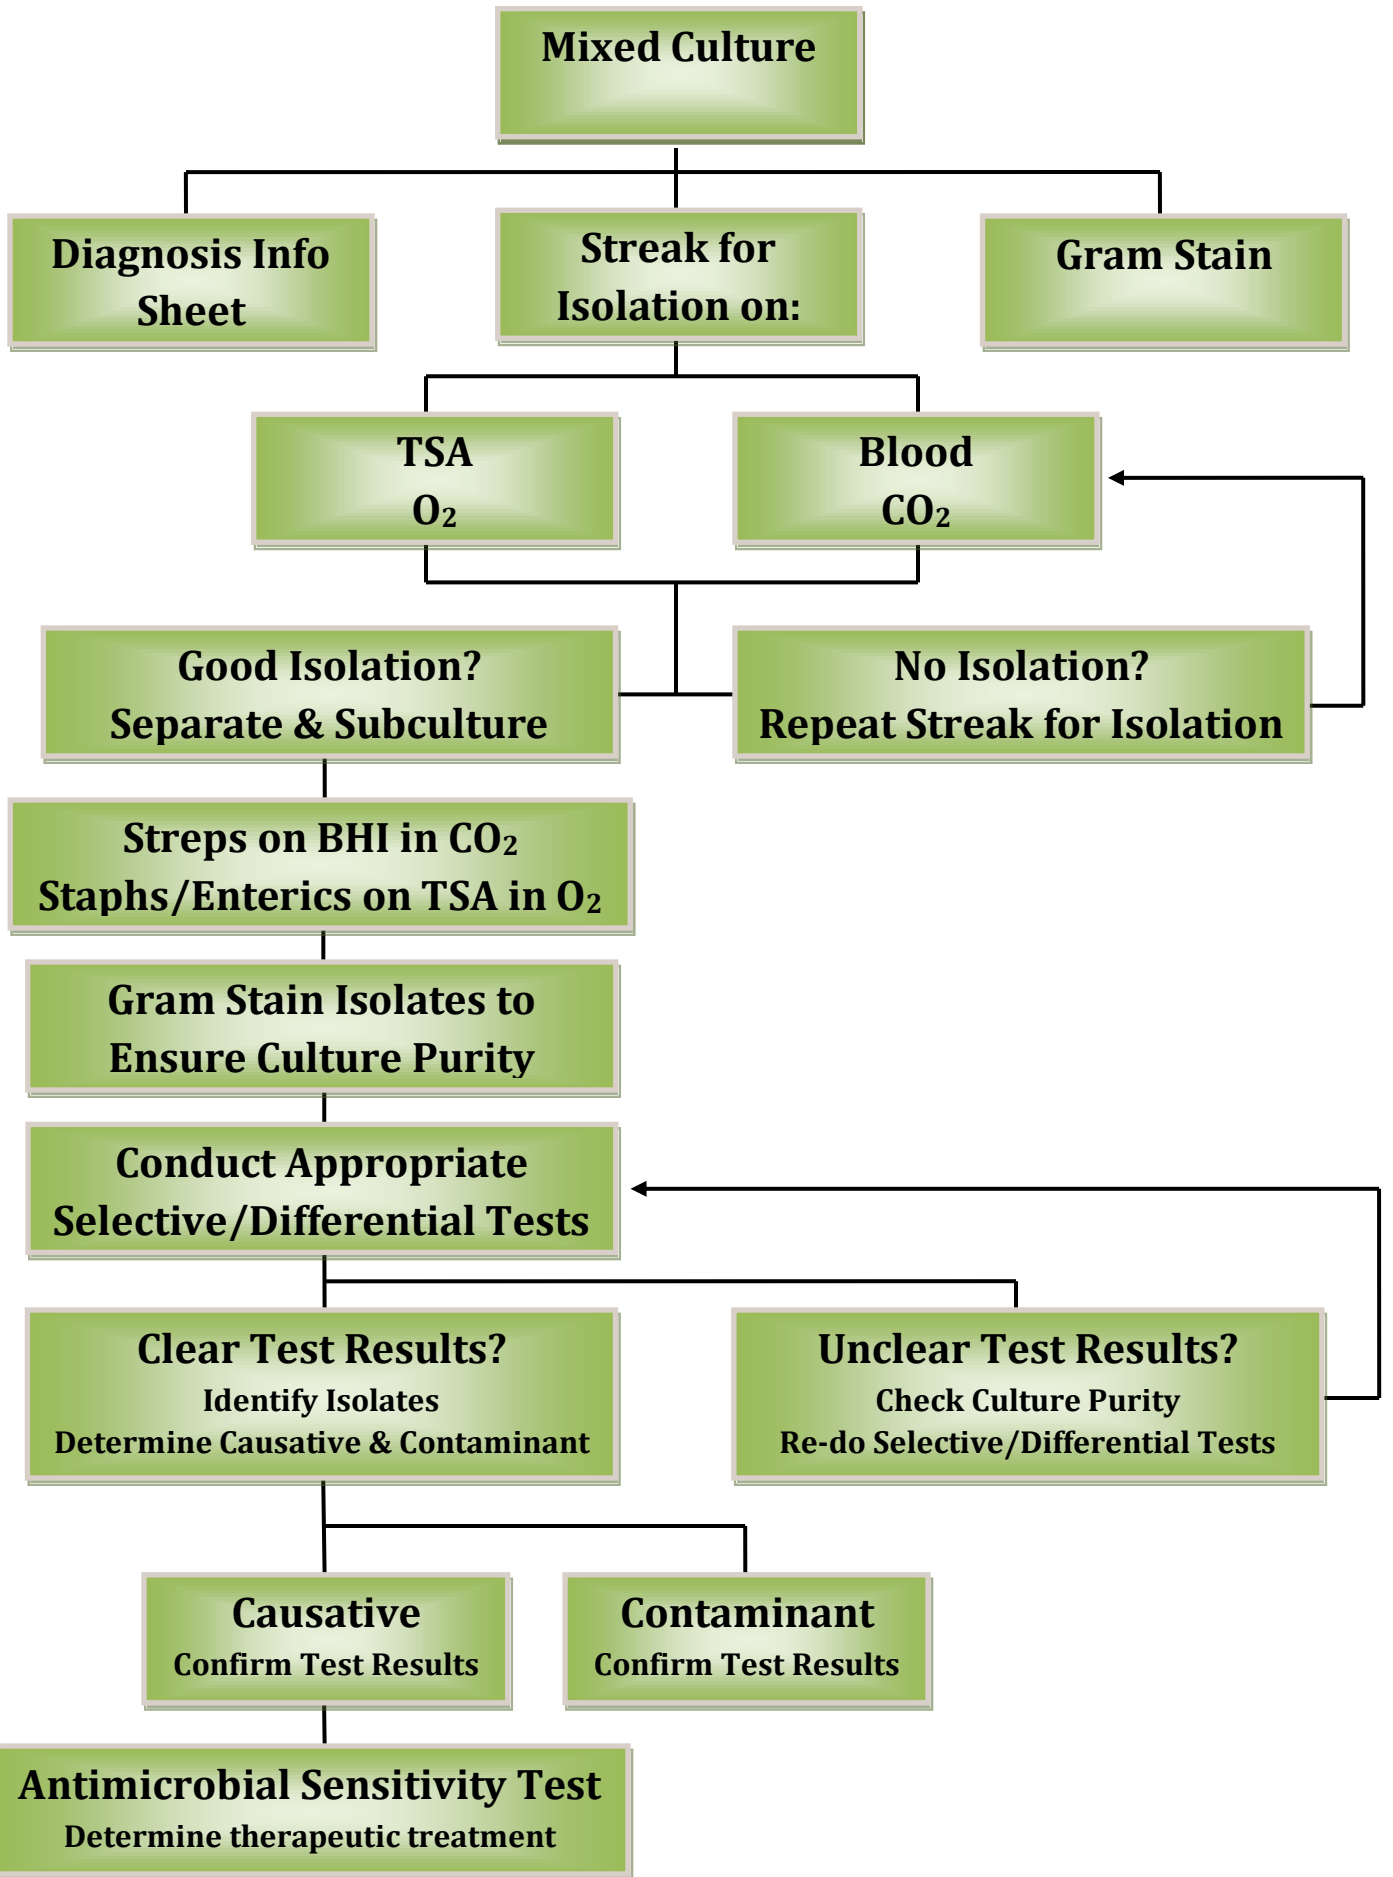 Mixed Culture
Diagnosis Info
Sheet
Streak for
Isolation on:
Gram Stain
TSA
O₂
Blood
CO₂
Good Isolation?
Separate & Subculture
No Isolation?
Repeat Streak for Isolation
Streps on BHI in CO₂
Staphs/Enterics on TSA in O₂
Gram Stain Isolates to
Ensure Culture Purity
Conduct Appropriate
Selective/Differential Tests
Clear Test Results?
Identify Isolates
Determine Causative & Contaminant
Unclear Test Results?
Check Culture Purity
Re-do Selective/Differential Tests
Causative
Confirm Test Results
Contaminant
Confirm Test Results
Antimicrobial Sensitivity Test
Determine therapeutic treatment